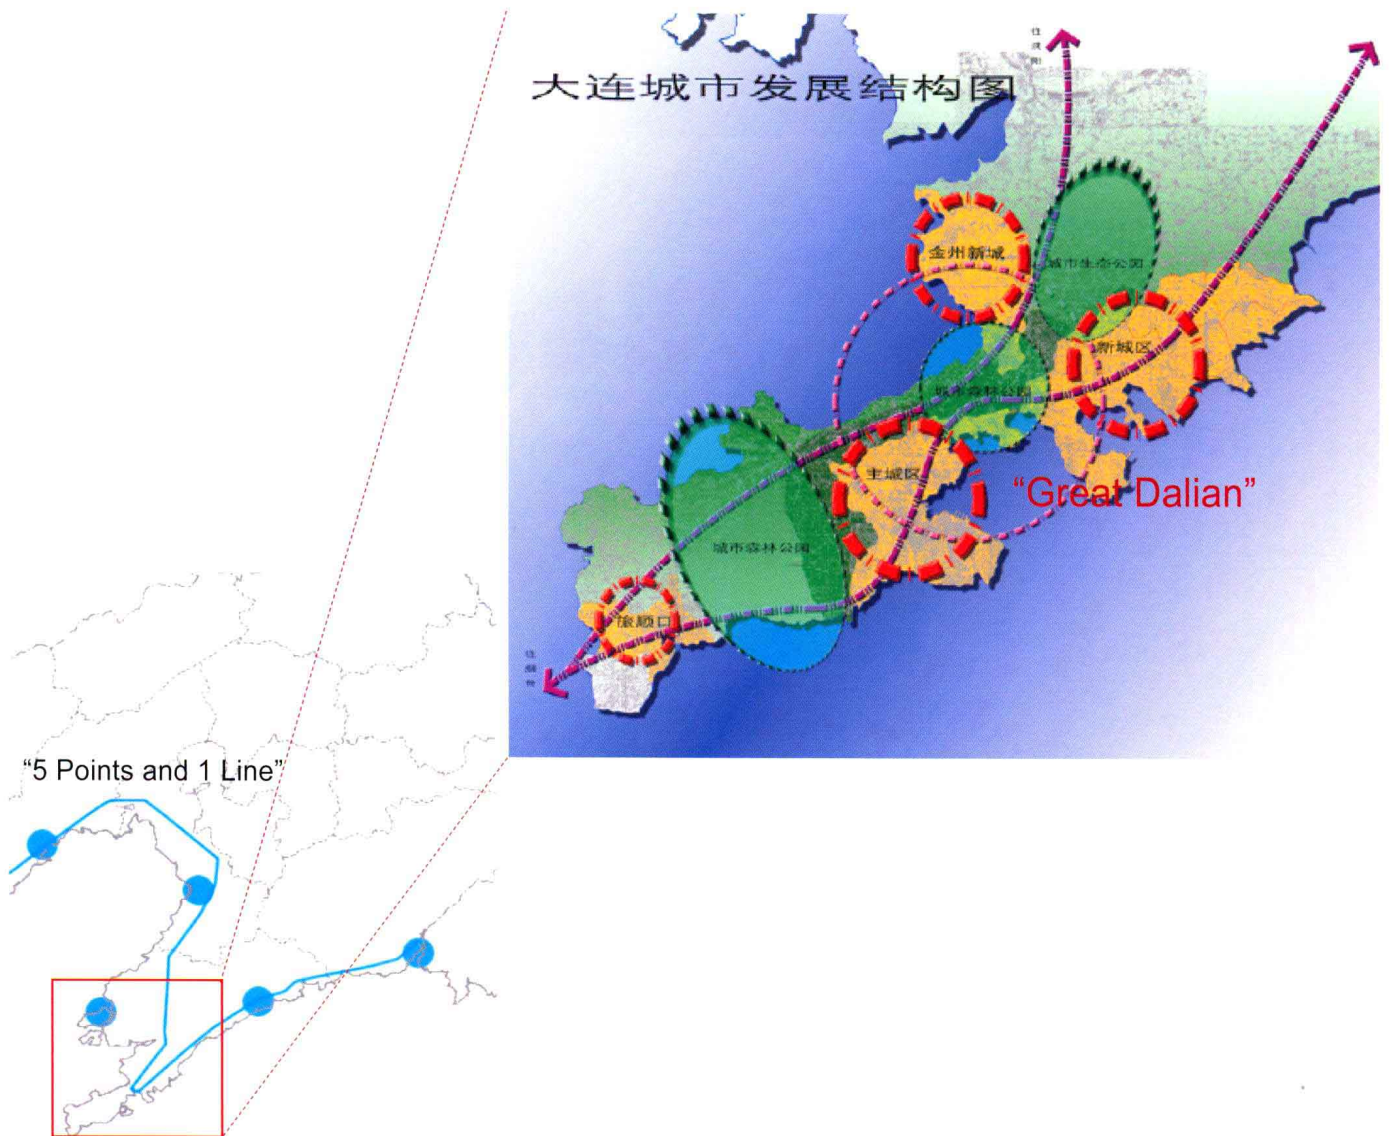 大连城市发展结构图
金州新城
城市生态公园
新城区
城市森林公园
主城区
“Great Dalian”
城市森林公园
旅顺口
“5 Points and 1 Line”